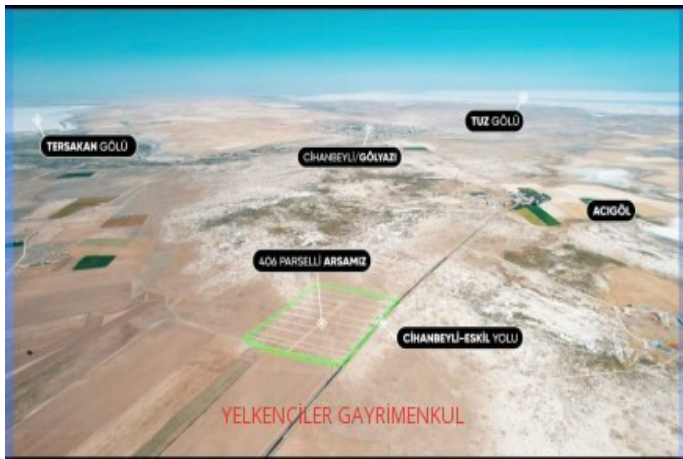 TUZ GÖLÜ
TERSAKAN GÖLÜ
CİHANBEYLİ/GÖLYAZI
ACIGÖL
406 PARSELLİ ARSAMIZ
CİHANBEYLİ-ESKİL YOLU
YELKENCİLER GAYRİMENKUL